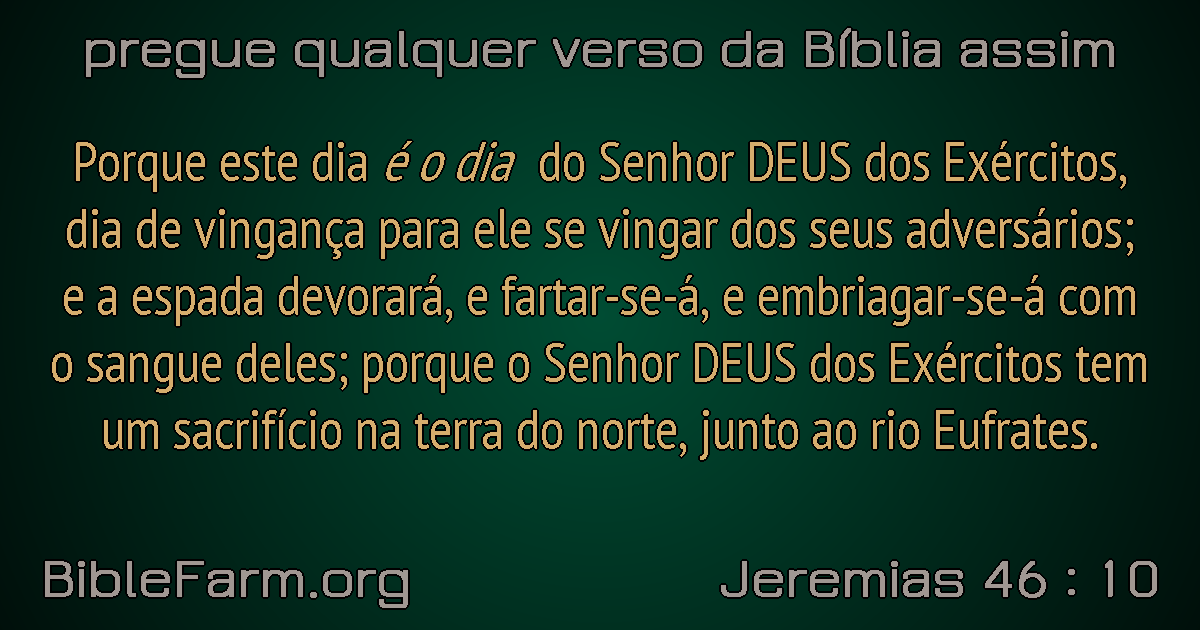 pregue qualquer verso da Bíblia assim
Porque este dia é o dia do Senhor DEUS dos Exércitos,
dia de vingança para ele se vingar dos seus adversários;
e a espada devorará, e fartar-se-á, e embriagar-se-á com
o sangue deles; porque o Senhor DEUS dos Exércitos tem
um sacrifício na terra do norte, junto ao rio Eufrates.
BibleFarm.org
Jeremias 46 : 10